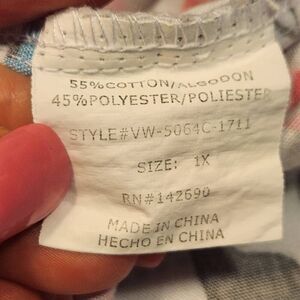 55%COTTON/ALGODON
45%POLYESTER/POLIESTER
STYLE#VW-5064C-1711
SIZE: 1X
RN#142690
MADE IN CHINA
HECHO EN CHINA